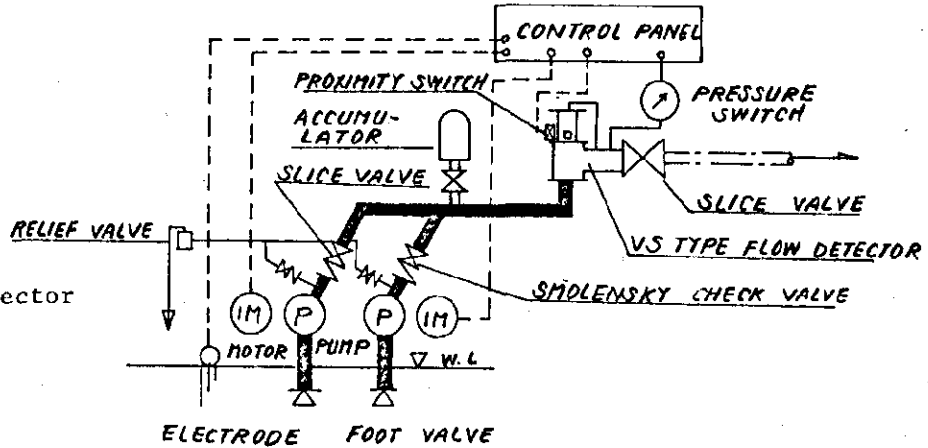 CONTROL PANEL
PROXIMITY SWITCH
PRESSURE
SWITCH
ACCUMU-
LATOR
SLICE VALVE
SLICE VALVE
RELIEF VALVE
VS TYPE FLOW DETECTOR
ector
SMOLENSKY CHECK VALVE
IM
P
P
IM
MOTOR
PUMP
W.L
ELECTRODE
FOOT VALVE